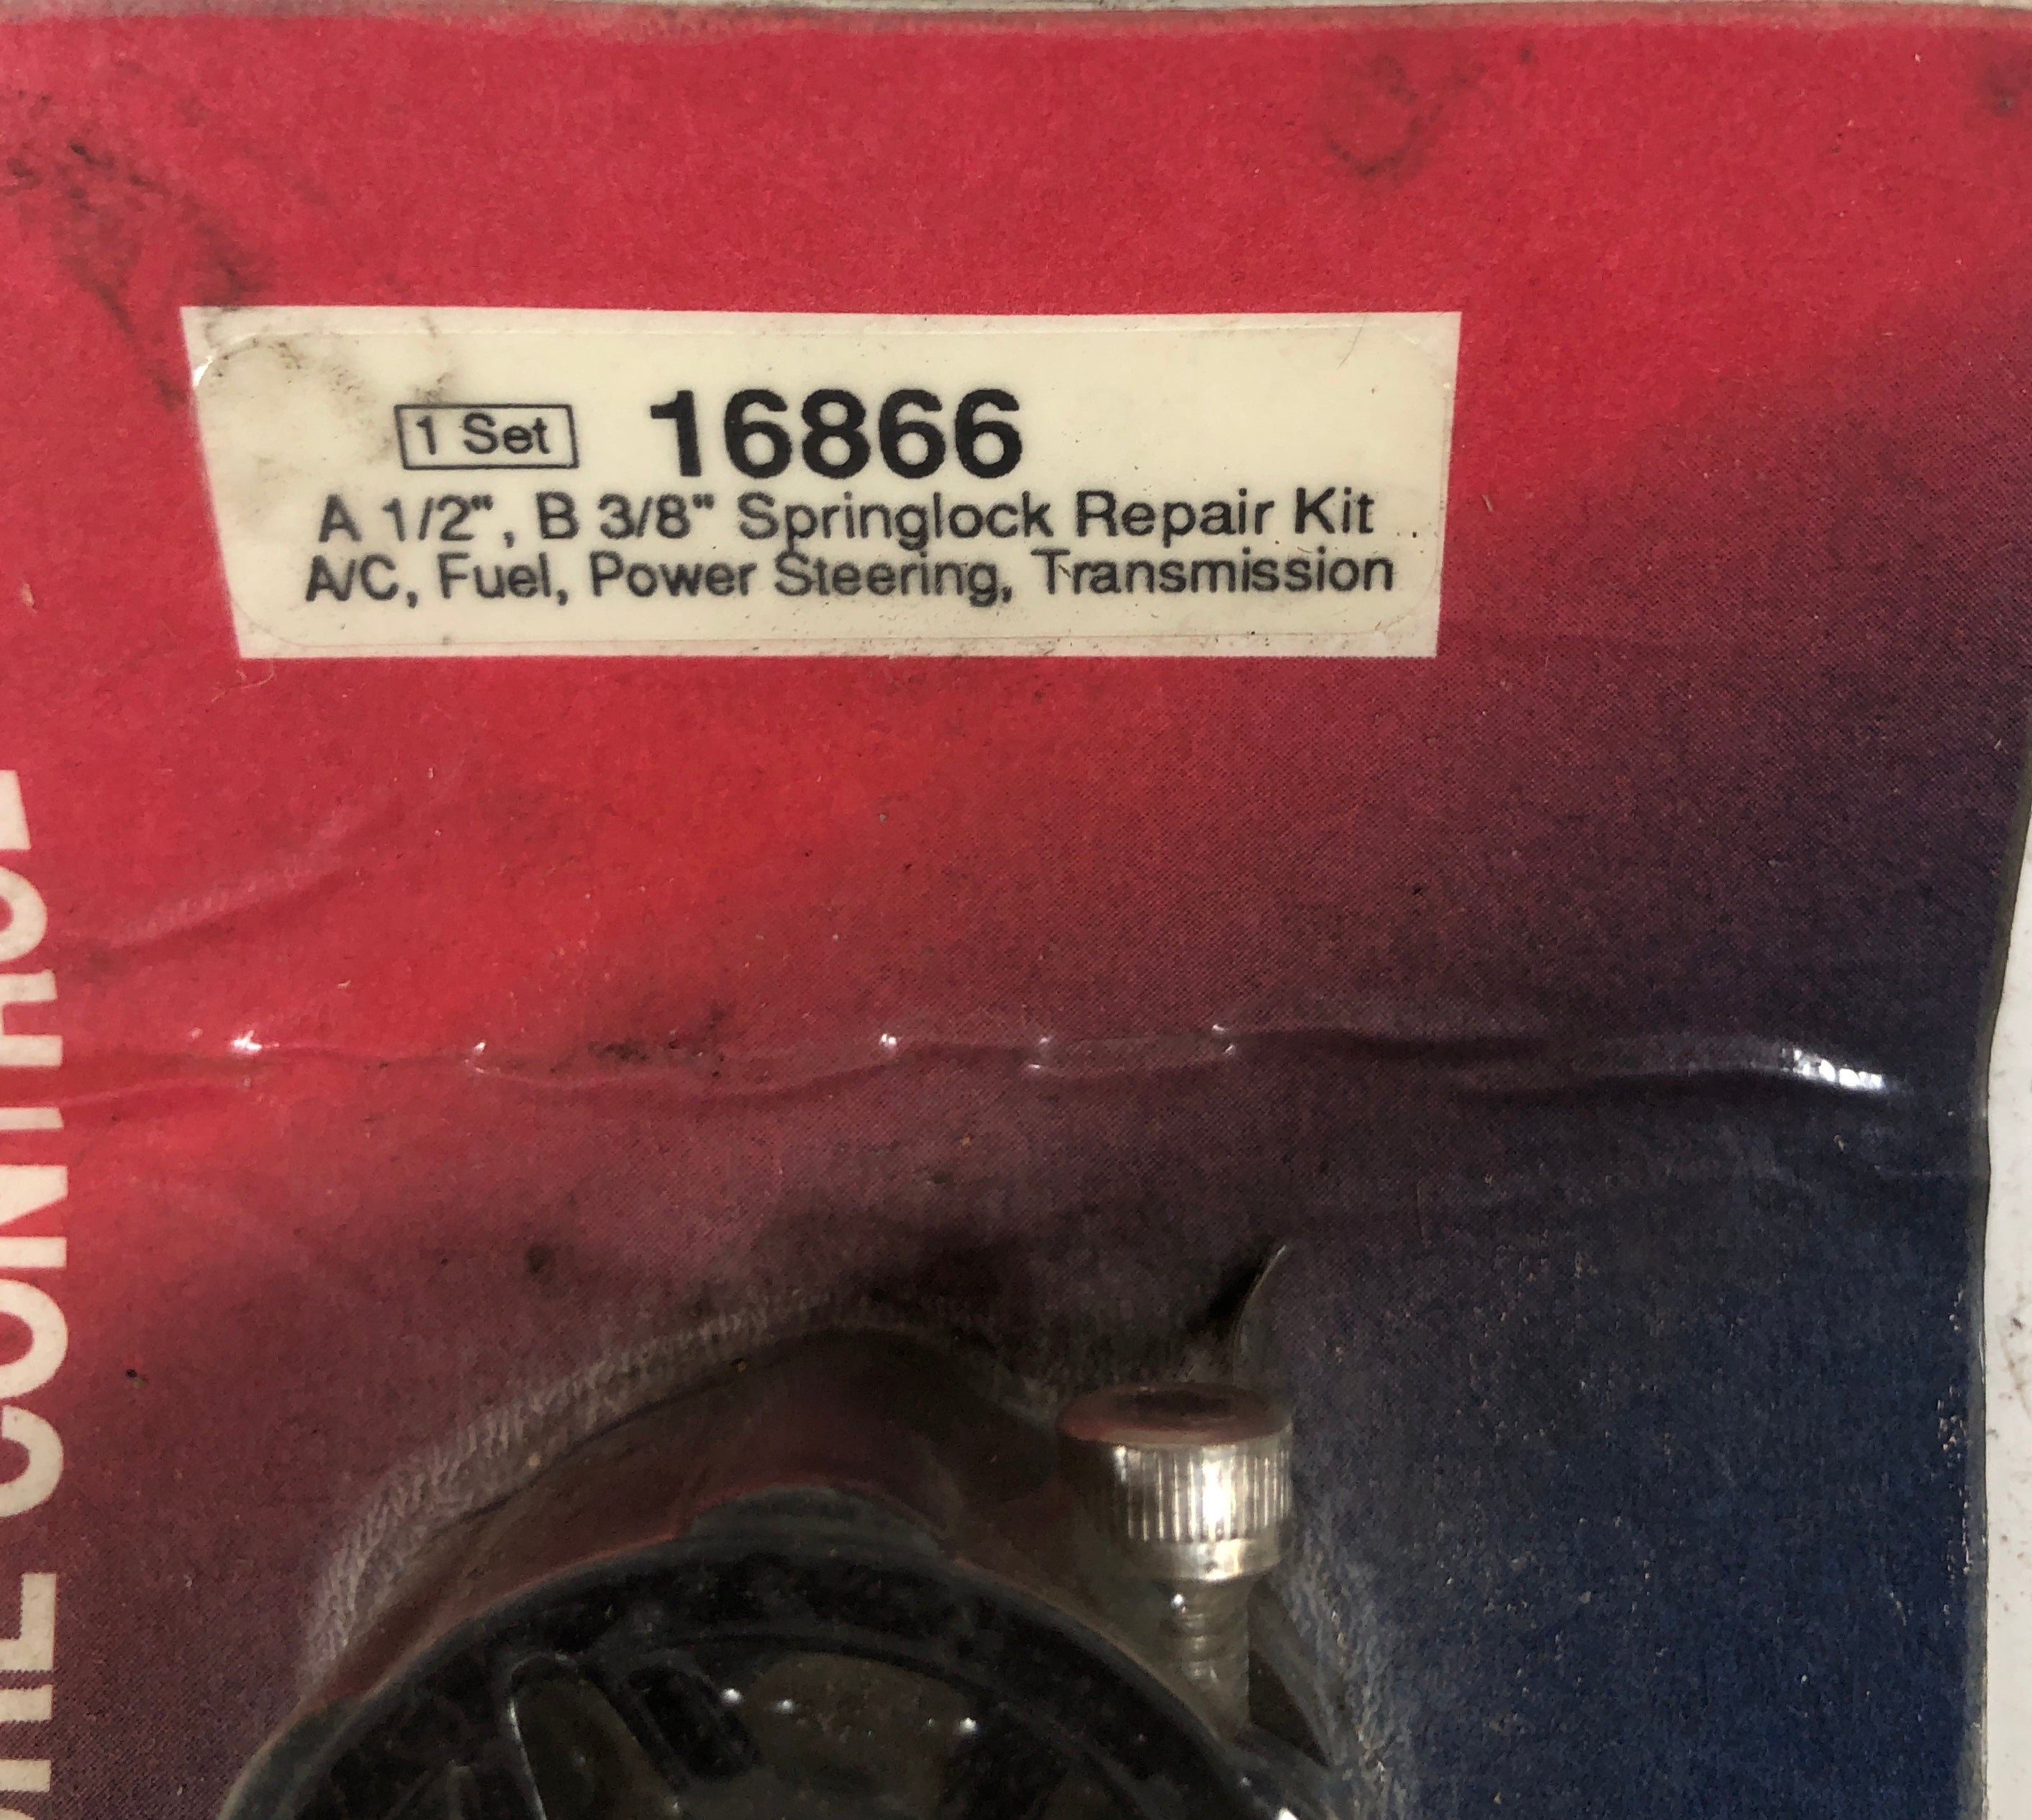 1 Set 16866
A 1/2", B 3/8" Springlock Repair Kit
A/C, Fuel, Power Steering, Transmission